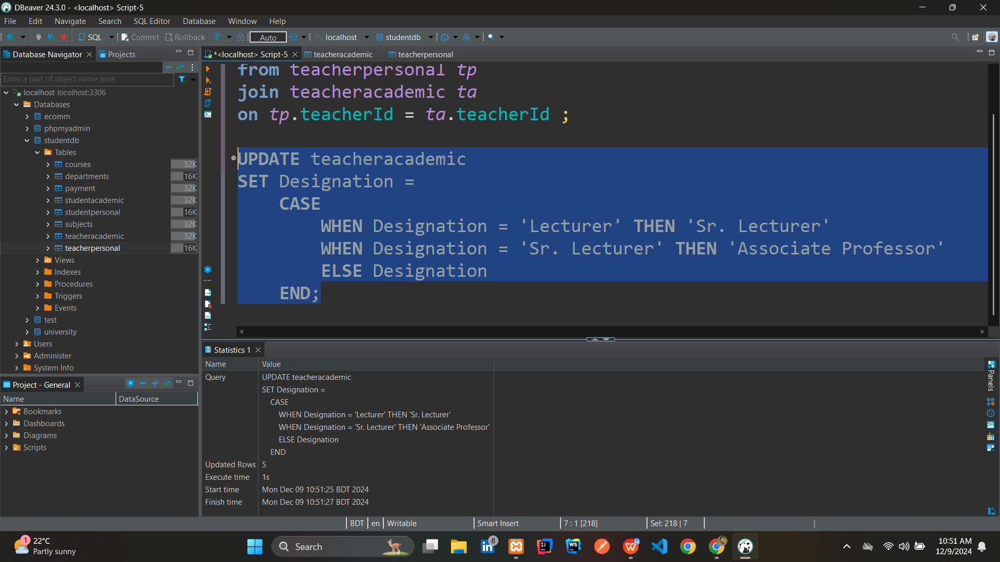 DBeaver 24.3.0 - <localhost> Script-5
File Edit Navigate Search SQL Editor Database Window Help
SQL Commit Rollback Auto localhost studentdb
Database Navigator Projects
*<localhost> Script-5 teacheracademic teacherpersonal
Enter a part of object name here
localhost localhost:3306
Databases
ecomm
phpmyadmin
studentdb
Tables
courses 32K
departments 16K
payment 32K
studentacademic 32K
studentpersonal 16K
subjects 32K
teacheracademic 32K
teacherpersonal 16K
Views
Indexes
Procedures
Triggers
Events
test
university
Users
Administer
System Info
from teacherpersonal tp
join teacheracademic ta
on tp.teacherId = ta.teacherId ;
UPDATE teacheracademic
SET Designation =
CASE
WHEN Designation = 'Lecturer' THEN 'Sr. Lecturer'
WHEN Designation = 'Sr. Lecturer' THEN 'Associate Professor'
ELSE Designation
END;
Project - General
Name DataSource
Bookmarks
Dashboards
Diagrams
Scripts
Statistics 1
Name Value
Query UPDATE teacheracademic
SET Designation =
CASE
WHEN Designation = 'Lecturer' THEN 'Sr. Lecturer'
WHEN Designation = 'Sr. Lecturer' THEN 'Associate Professor'
ELSE Designation
END
Updated Rows 5
Execute time 1s
Start time Mon Dec 09 10:51:25 BDT 2024
Finish time Mon Dec 09 10:51:27 BDT 2024
Panels
BDT en Writable Smart Insert 7 : 1 [218] Sel: 218 | 7
1
22°C
Partly sunny
Search
in 8
IJ
WS
W
10:51 AM
12/9/2024